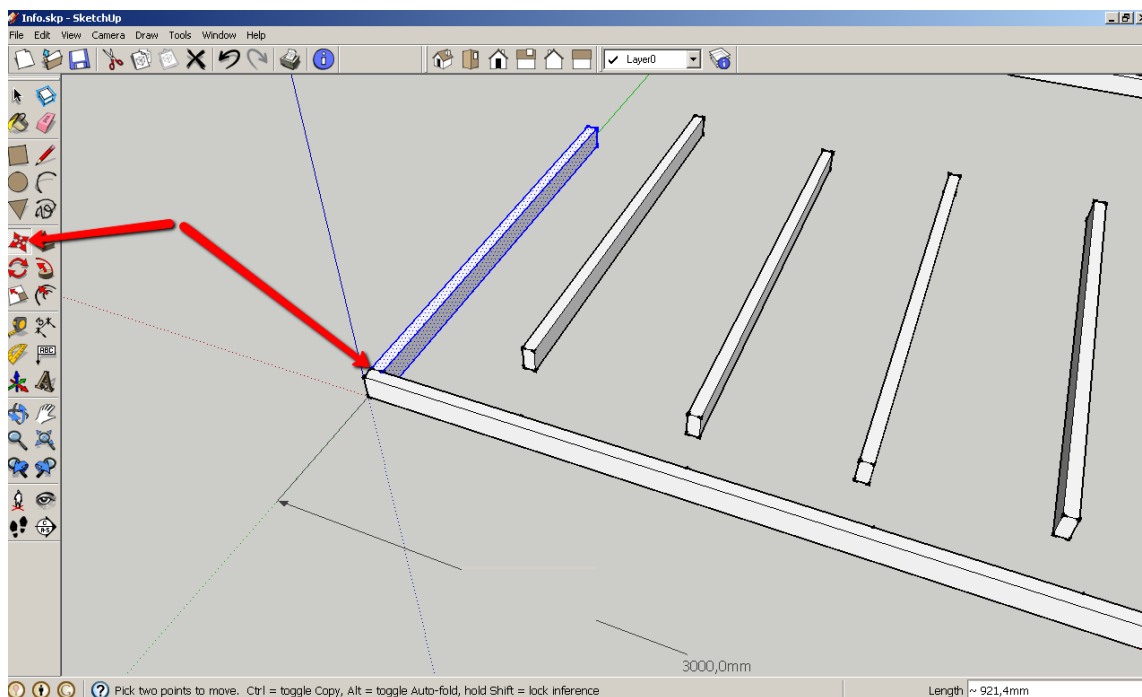 Info.skp - SketchUp
File Edit View Camera Draw Tools Window Help
Layer0
ABC
3000,0mm
Pick two points to move. Ctrl = toggle Copy, Alt = toggle Auto-fold, hold Shift = lock inference
Length ~ 921,4mm